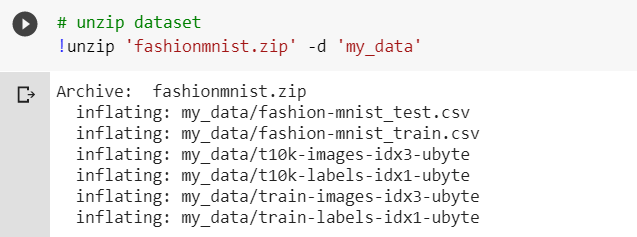 # unzip dataset
!unzip 'fashionmnist.zip' -d 'my_data'
Archive:  fashionmnist.zip
  inflating: my_data/fashion-mnist_test.csv
  inflating: my_data/fashion-mnist_train.csv
  inflating: my_data/t10k-images-idx3-ubyte
  inflating: my_data/t10k-labels-idx1-ubyte
  inflating: my_data/train-images-idx3-ubyte
  inflating: my_data/train-labels-idx1-ubyte